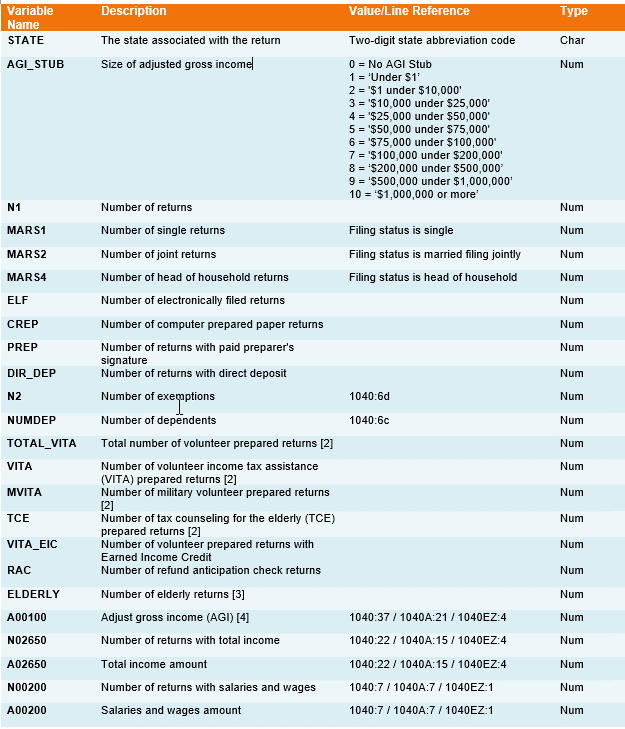 Variable Name Description Value/Line Reference Type
STATE The state associated with the return Two-digit state abbreviation code Char
AGI_STUB Size of adjusted gross income 0 = No AGI Stub Num
1 = ‘Under $1’
2 = '$1 under $10,000'
3 = '$10,000 under $25,000'
4 = '$25,000 under $50,000'
5 = '$50,000 under $75,000'
6 = '$75,000 under $100,000'
7 = '$100,000 under $200,000'
8 = ‘$200,000 under $500,000’
9 = ‘$500,000 under $1,000,000’
10 = ‘$1,000,000 or more’
N1 Number of returns Num
MARS1 Number of single returns Filing status is single Num
MARS2 Number of joint returns Filing status is married filing jointly Num
MARS4 Number of head of household returns Filing status is head of household Num
ELF Number of electronically filed returns Num
CREP Number of computer prepared paper returns Num
PREP Number of returns with paid preparer's Num
signature
DIR_DEP Number of returns with direct deposit Num
N2 Number of exemptions 1040:6d Num
NUMDEP Number of dependents 1040:6c Num
TOTAL_VITA Total number of volunteer prepared returns [2] Num
VITA Number of volunteer income tax assistance Num
(VITA) prepared returns [2]
MVITA Number of military volunteer prepared returns Num
[2]
TCE Number of tax counseling for the elderly (TCE) Num
prepared returns [2]
VITA_EIC Number of volunteer prepared returns with Num
Earned Income Credit
RAC Number of refund anticipation check returns Num
ELDERLY Number of elderly returns [3] Num
A00100 Adjust gross income (AGI) [4] 1040:37 / 1040A:21 / 1040EZ:4 Num
N02650 Number of returns with total income 1040:22 / 1040A:15 / 1040EZ:4 Num
A02650 Total income amount 1040:22 / 1040A:15 / 1040EZ:4 Num
N00200 Number of returns with salaries and wages 1040:7 / 1040A:7 / 1040EZ:1 Num
A00200 Salaries and wages amount 1040:7 / 1040A:7 / 1040EZ:1 Num